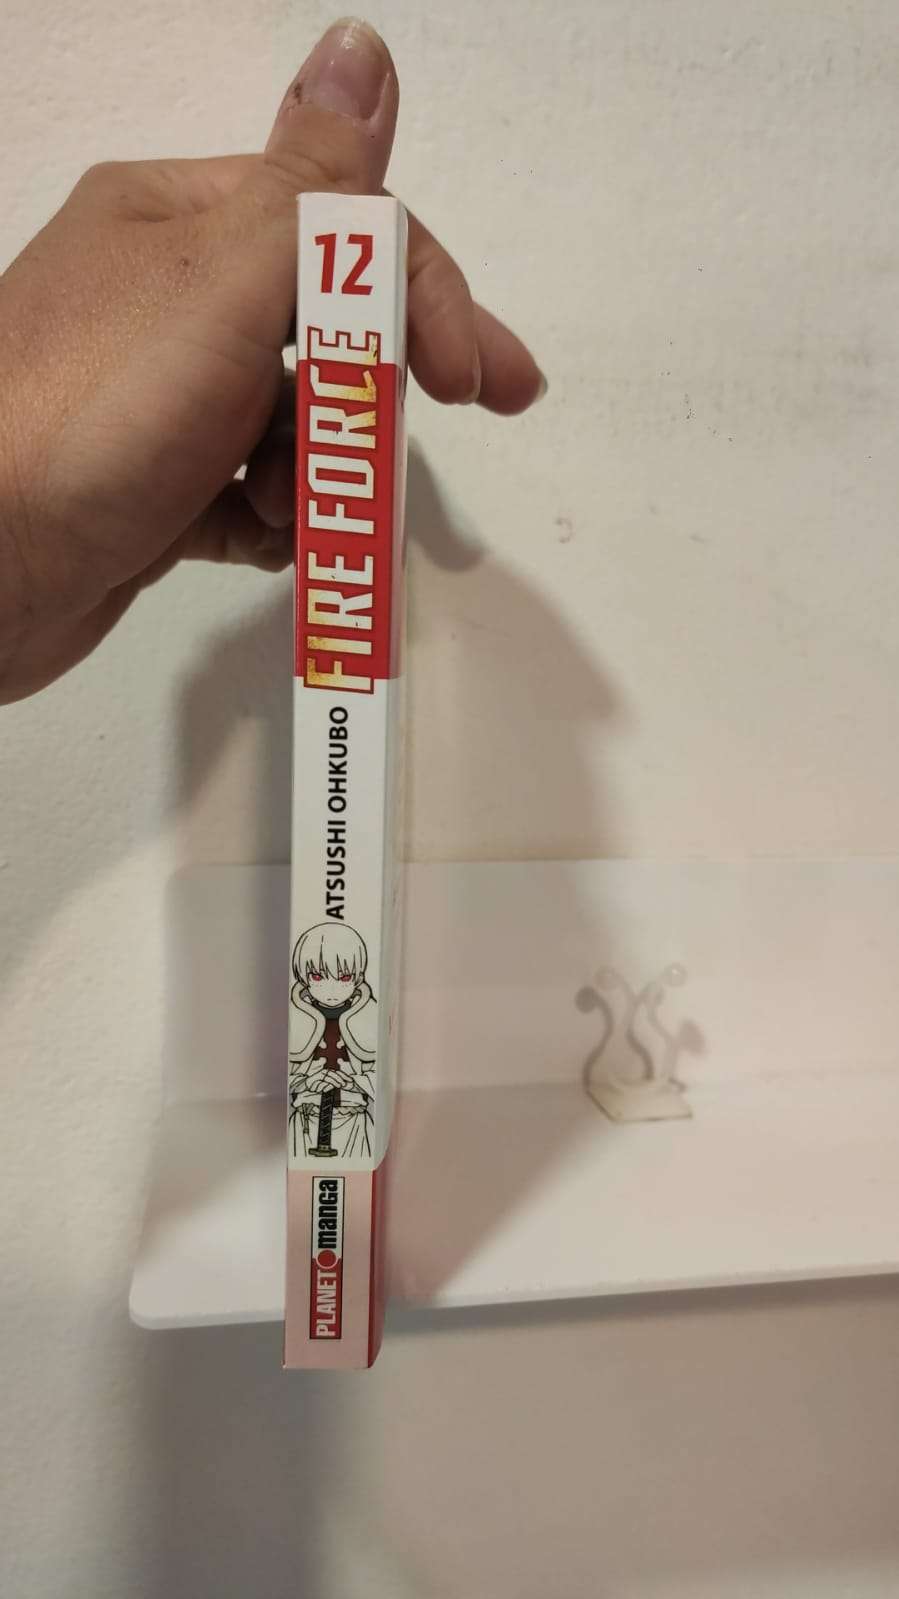 12
FIRE FORCE
ATSUSHI OHKUBO
PLANET manga